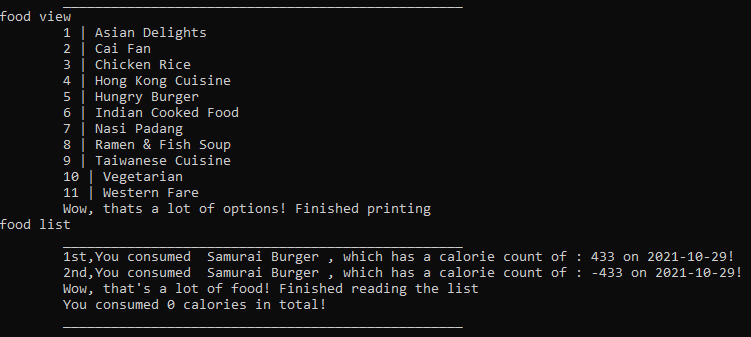 food view
1 | Asian Delights
2 | Cai Fan
3 | Chicken Rice
4 | Hong Kong Cuisine
5 | Hungry Burger
6 | Indian Cooked Food
7 | Nasi Padang
8 | Ramen & Fish Soup
9 | Taiwanese Cuisine
10 | Vegetarian
11 | Western Fare
Wow, thats a lot of options! Finished printing
food list
1st,You consumed  Samurai Burger , which has a calorie count of : 433 on 2021-10-29!
2nd,You consumed  Samurai Burger , which has a calorie count of : -433 on 2021-10-29!
Wow, that's a lot of food! Finished reading the list
You consumed 0 calories in total!